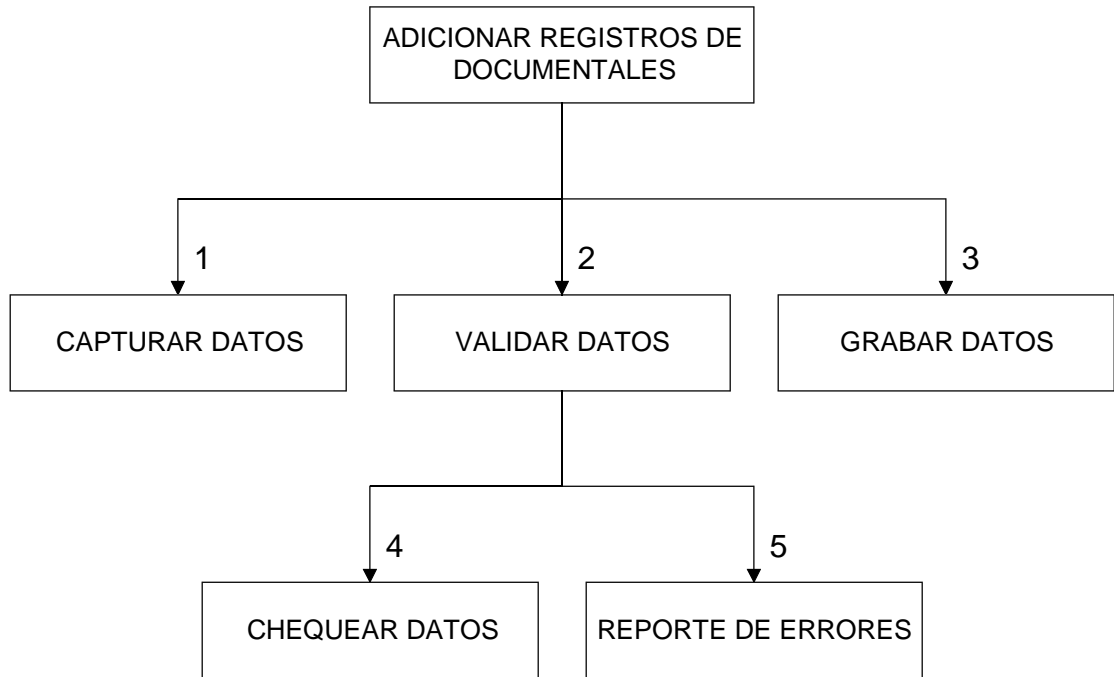 ADICIONAR REGISTROS DE
DOCUMENTALES
1
2
3
CAPTURAR DATOS
VALIDAR DATOS
GRABAR DATOS
4
5
CHEQUEAR DATOS
REPORTE DE ERRORES